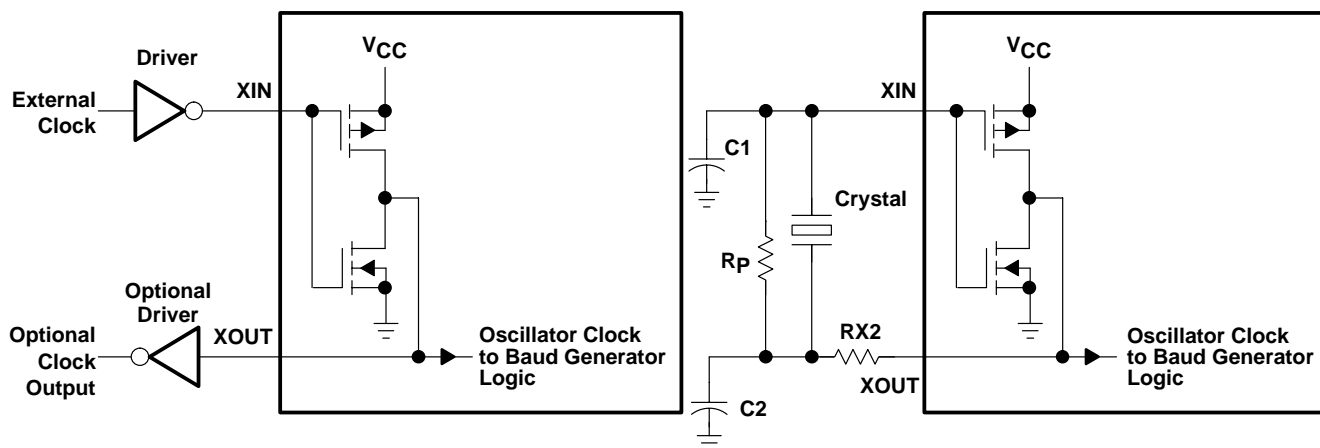 Driver
External
Clock
XIN
VCC
Optional
Driver
Optional
Clock
Output
XOUT
Oscillator Clock
to Baud Generator
Logic
XIN
VCC
C1
Crystal
RP
RX2
XOUT
C2
Oscillator Clock
to Baud Generator
Logic